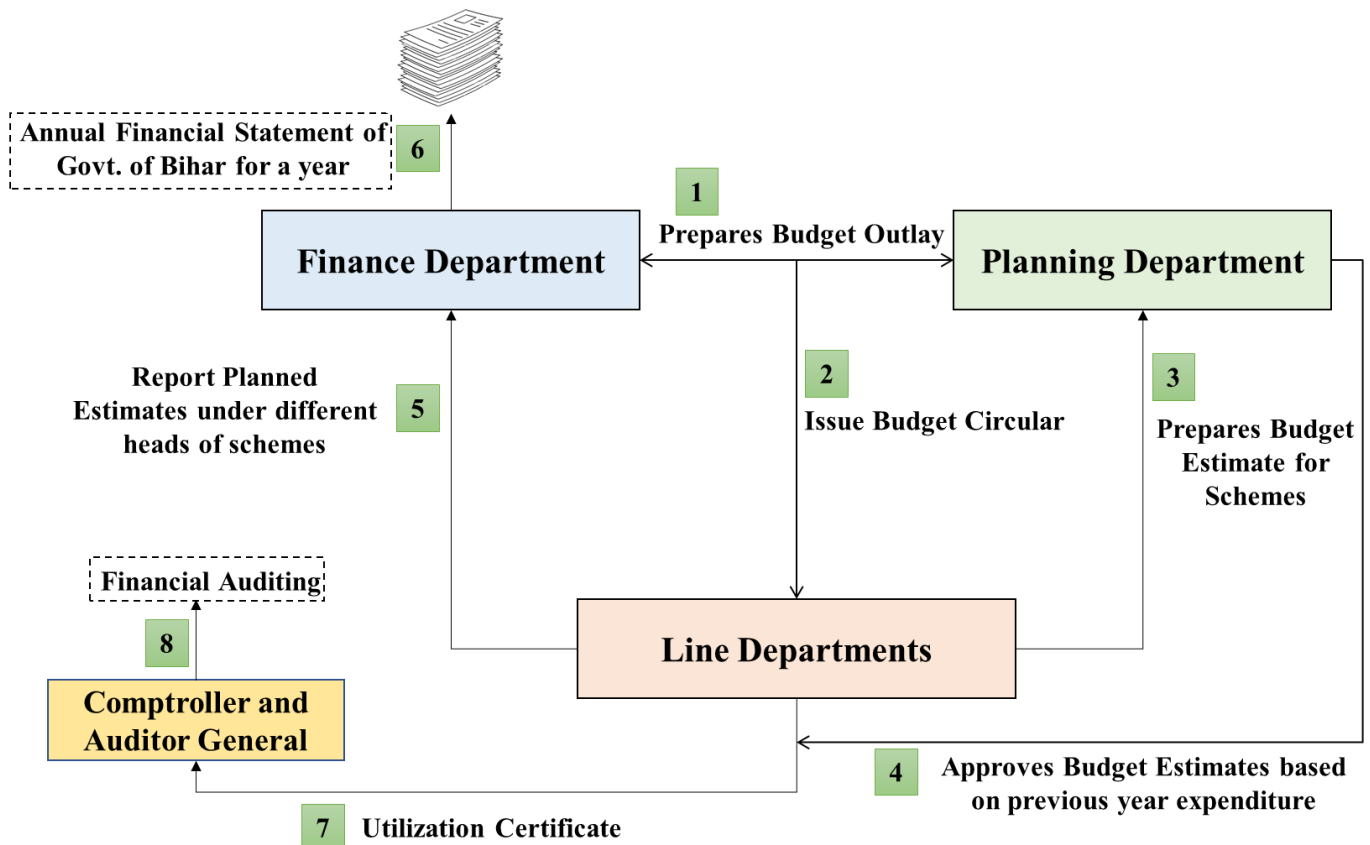 Annual Financial Statement of
Govt. of Bihar for a year
6
1
Prepares Budget Outlay
Finance Department
Planning Department
Report Planned
Estimates under different
heads of schemes
5
2
Issue Budget Circular
3
Prepares Budget
Estimate for
Schemes
Financial Auditing
8
Line Departments
Comptroller and
Auditor General
4
Approves Budget Estimates based
on previous year expenditure
7
Utilization Certificate